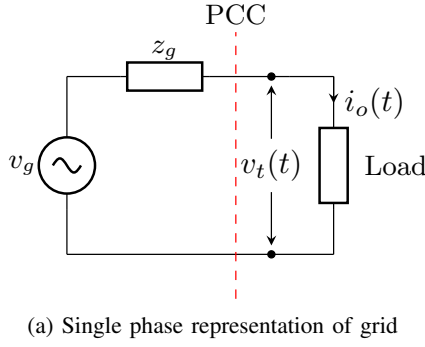 PCC
z_g
i_o(t)
v_g
v_t(t)
Load
(a) Single phase representation of grid